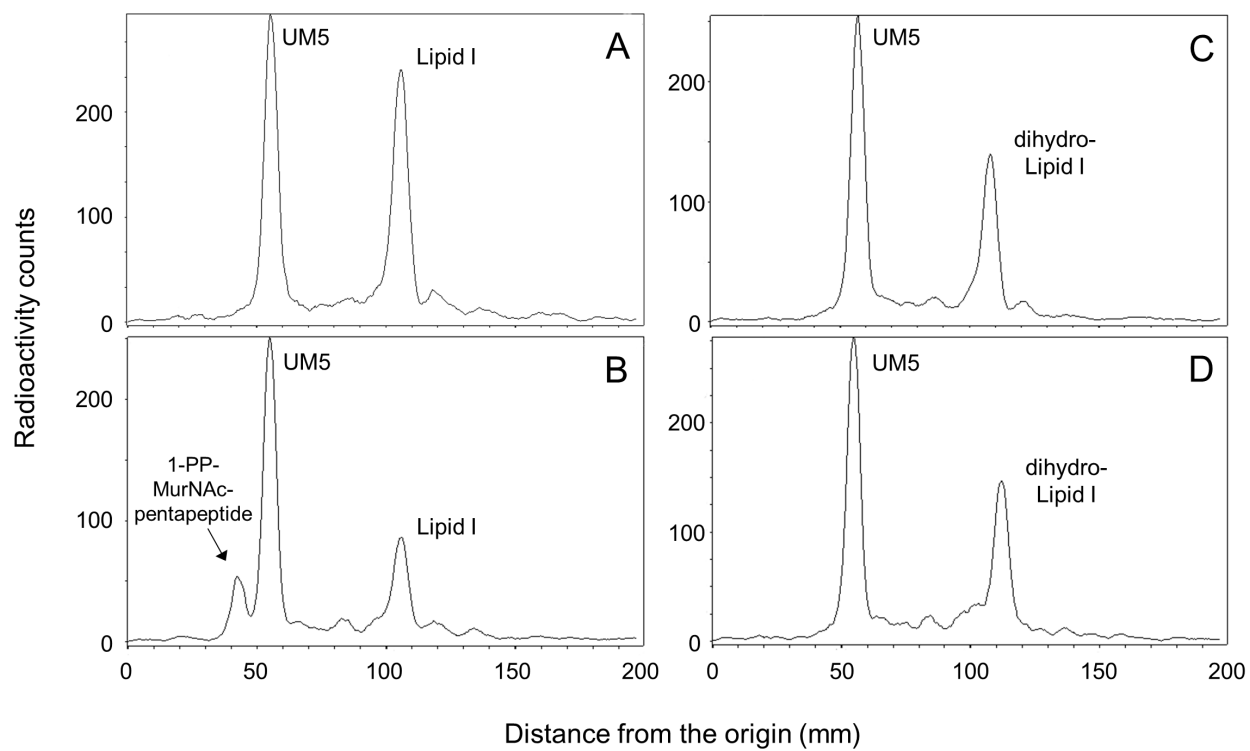 Radioactivity counts
A
UM5
Lipid I
200
100
0
B
UM5
1-PP-
MurNAc-
pentapeptide
Lipid I
200
100
0
0 50 100 150 200
C
UM5
dihydro-
Lipid I
200
100
0
D
UM5
dihydro-
Lipid I
200
100
0
0 50 100 150 200
Distance from the origin (mm)